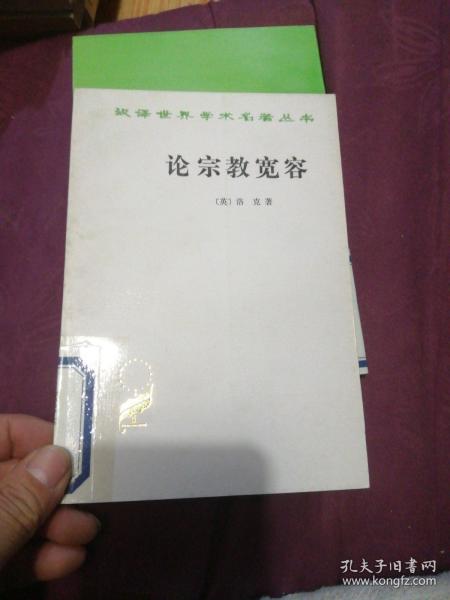 汉译世界学术名著丛书
论宗教宽容
〔英〕洛 克 著
孔夫子旧书网
www.kongfz.com